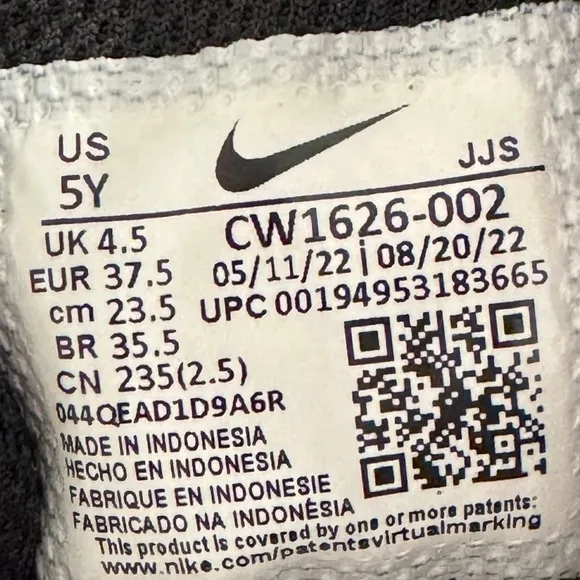 US
5Y
JJS
UK 4.5
EUR 37.5
cm 23.5
BR 35.5
CN 235(2.5)
CW1626-002
05/11/22 | 08/20/22
UPC 00194953183665
044QEAD1D9A6R
MADE IN INDONESIA
HECHO EN INDONESIA
FABRIQUE EN INDONESIE
FABRICADO NA INDONÉSIA
This product is covered by one or more patents:
www.nike.com/patentsvirtualmarking